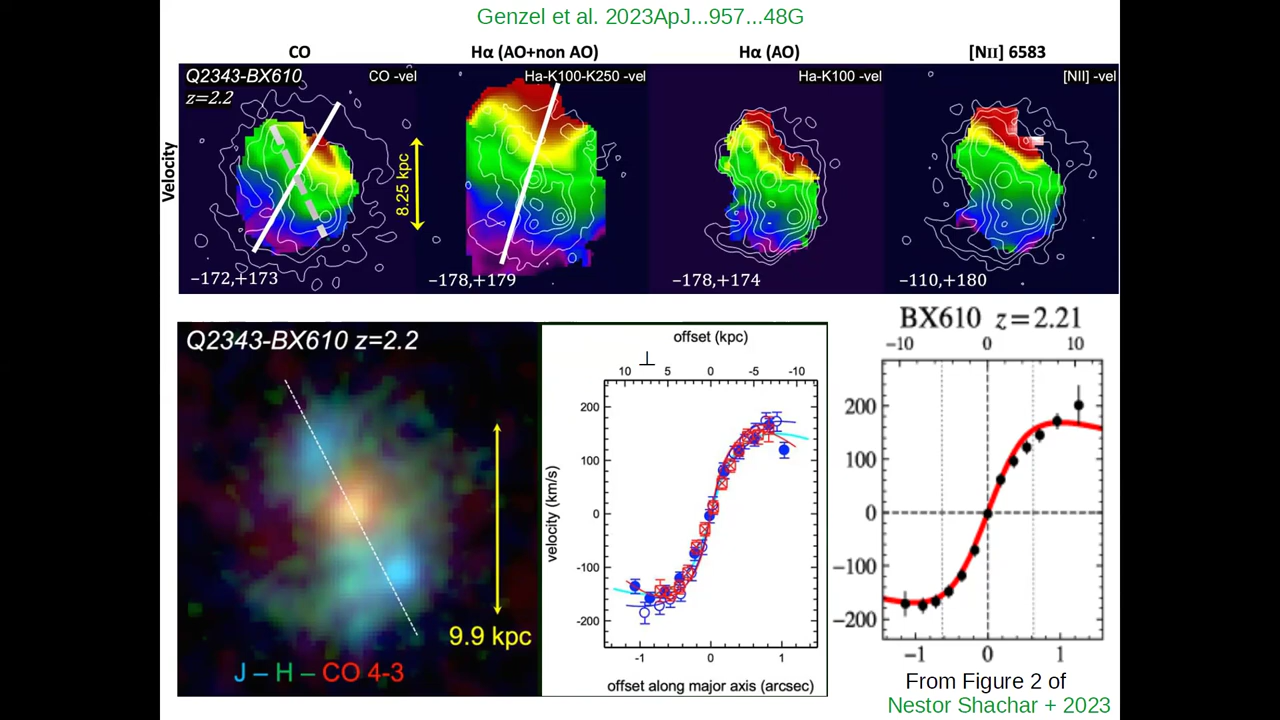 Genzel et al. 2023ApJ...957...48G
CO
Hα (AO+non AO)
Hα (AO)
[NII] 6583
Q2343-BX610
z=2.2
CO -vel
Ha-K100-K250 -vel
Ha-K100 -vel
[NII] -vel
Velocity
8.25 kpc
−172,+173
−178,+179
−178,+174
−110,+180
Q2343-BX610 z=2.2
9.9 kpc
J – H – CO 4-3
offset (kpc)
⊥
10 5 0 -5 -10
200
100
0
-100
-200
velocity (km/s)
-1 0 1
offset along major axis (arcsec)
BX610 z=2.21
−10 0 10
200
100
0
−100
−200
−1 0 1
From Figure 2 of
Nestor Shachar + 2023